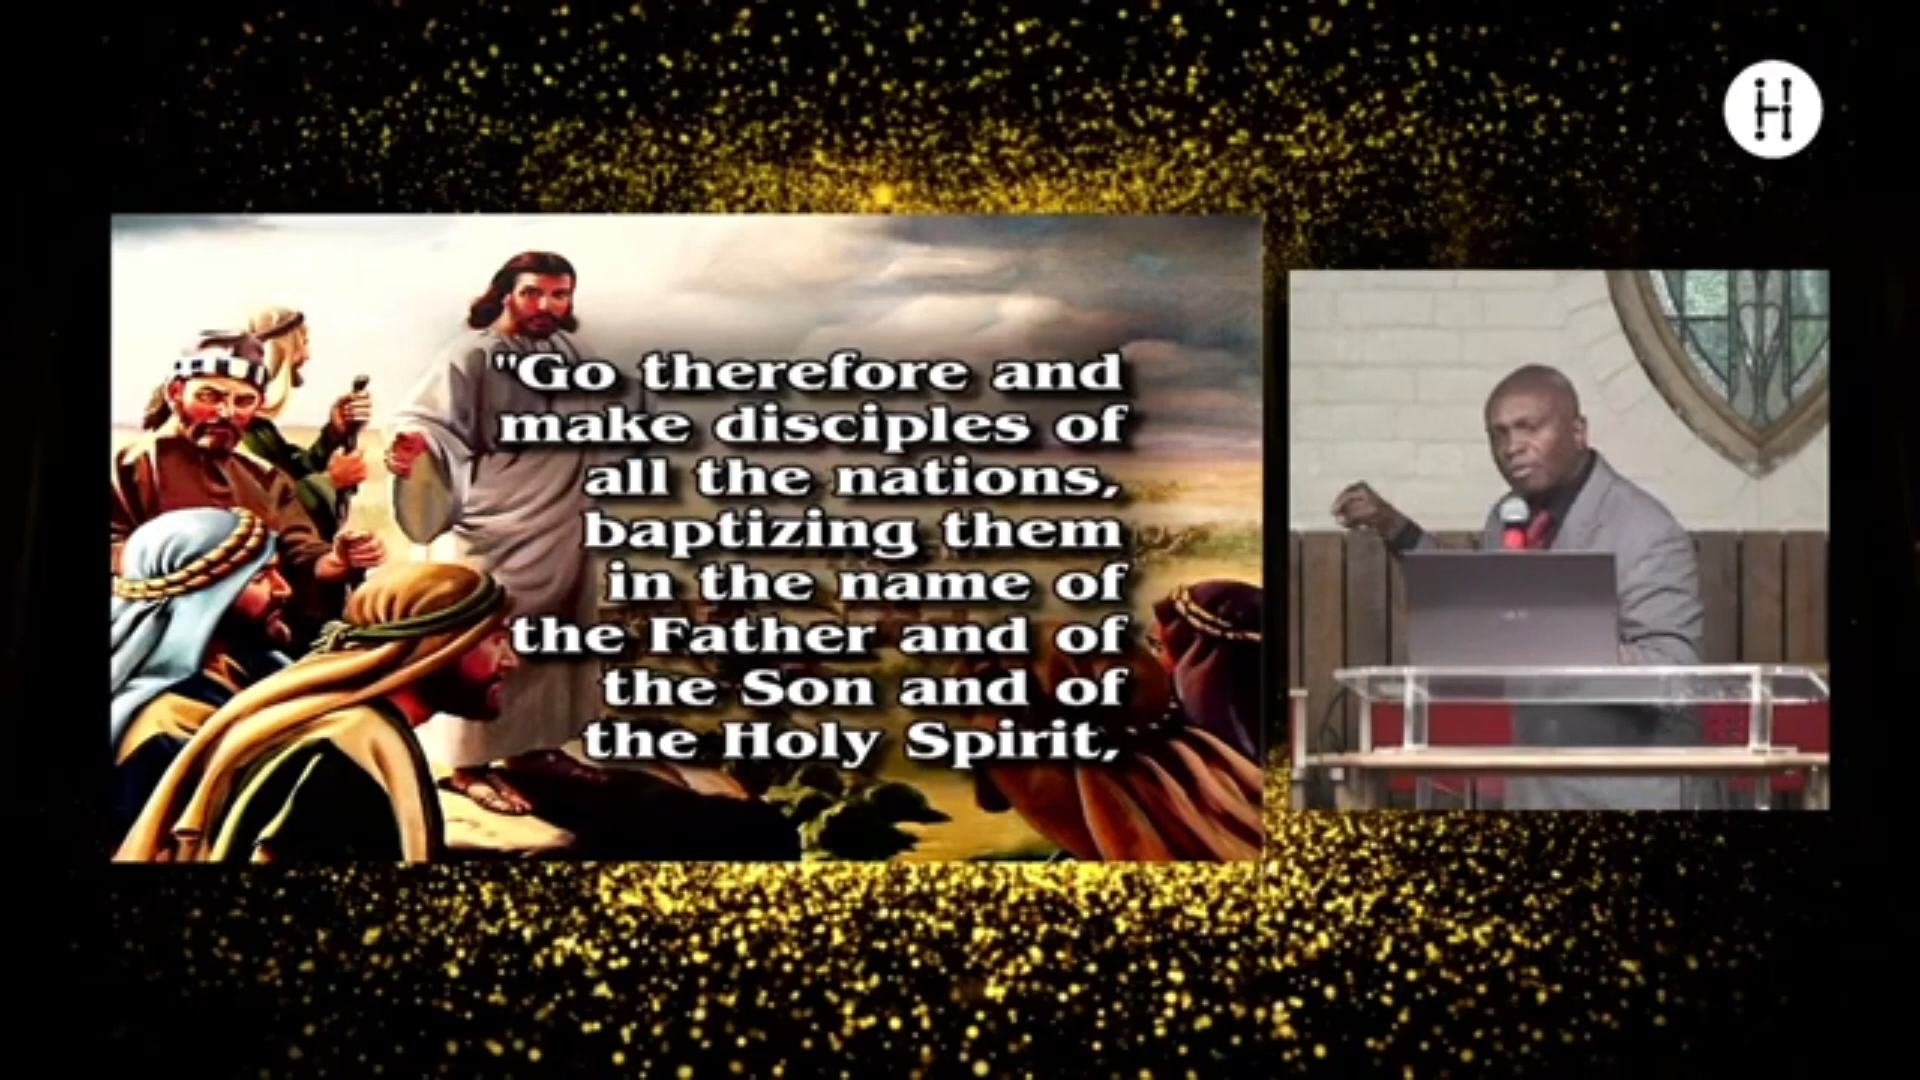 "Go therefore and
make disciples of
all the nations,
baptizing them
in the name of
the Father and of
the Son and of
the Holy Spirit,
H